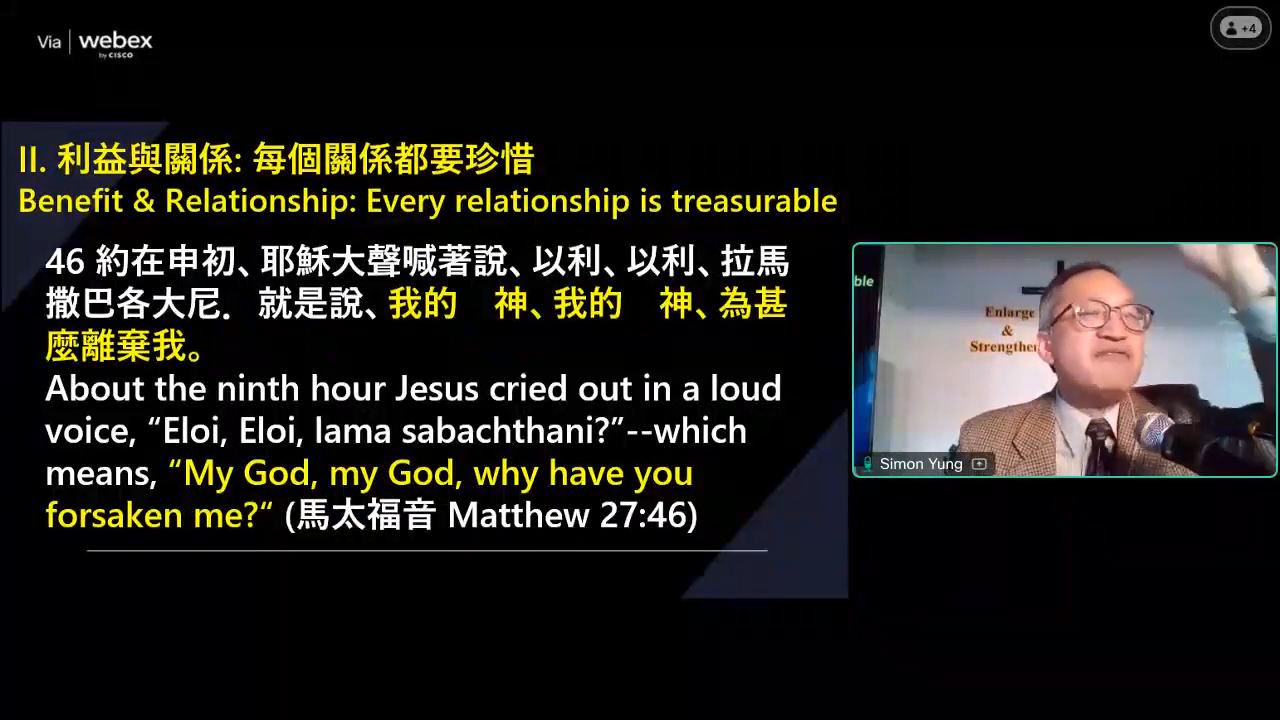 Via webex
by CISCO
+4
II. 利益與關係: 每個關係都要珍惜
Benefit & Relationship: Every relationship is treasurable
46 約在申初、耶穌大聲喊著說、以利、以利、拉馬
撒巴各大尼． 就是說、我的　神、我的　神、為甚
麼離棄我。
About the ninth hour Jesus cried out in a loud
voice, “Eloi, Eloi, lama sabachthani?”--which
means, “My God, my God, why have you
forsaken me?“ (馬太福音 Matthew 27:46)
ble
Enlarge
&
Strengthen
Simon Yung